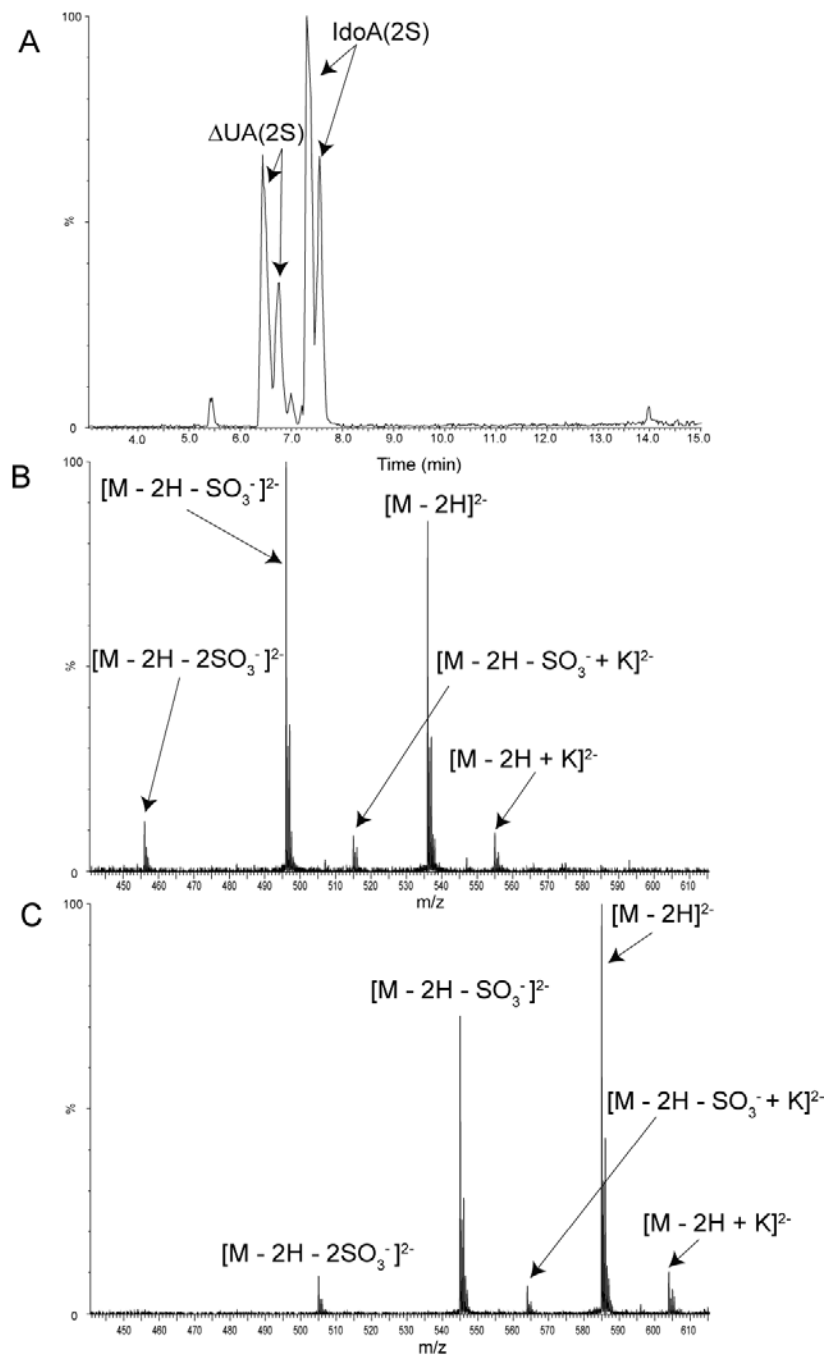 A
100
%
IdoA(2S)
ΔUA(2S)
4.0 5.0 6.0 7.0 8.0 9.0 10.0 11.0 12.0 13.0 14.0 15.0
Time (min)
B
100
%
0
[M - 2H - SO₃⁻]²⁻
[M - 2H]²⁻
[M - 2H - 2SO₃⁻]²⁻
[M - 2H - SO₃⁻ + K]²⁻
[M - 2H + K]²⁻
450 460 470 480 490 500 510 520 530 540 550 560 570 580 590 600 610
m/z
C
100
%
0
[M - 2H]²⁻
[M - 2H - SO₃⁻]²⁻
[M - 2H - SO₃⁻ + K]²⁻
[M - 2H - 2SO₃⁻]²⁻
[M - 2H + K]²⁻
450 460 470 480 490 500 510 520 530 540 550 560 570 580 590 600 610
m/z